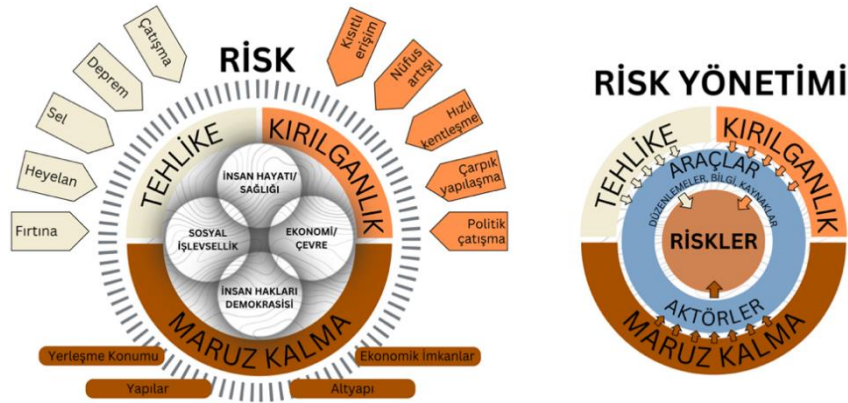 RİSK
Çatışma
Deprem
Sel
Heyelan
Fırtına
Kısıtlı
erişim
Nüfus
artışı
Hızlı
kentleşme
Çarpık
yapılaşma
Politik
çatışma
TEHLİKE
KIRILGANLIK
MARUZ KALMA
İNSAN HAYATI/
SAĞLIĞI
SOSYAL
İŞLEVSELLİK
EKONOMİ/
ÇEVRE
İNSAN HAKLARI
DEMOKRASİSİ
Yerleşme Konumu
Yapılar
Altyapı
Ekonomik İmkanlar
RİSK YÖNETİMİ
TEHLİKE
KIRILGANLIK
MARUZ KALMA
ARAÇLAR
DÜZENLEMELER, BİLGİ, KAYNAKLAR
RİSKLER
AKTÖRLER